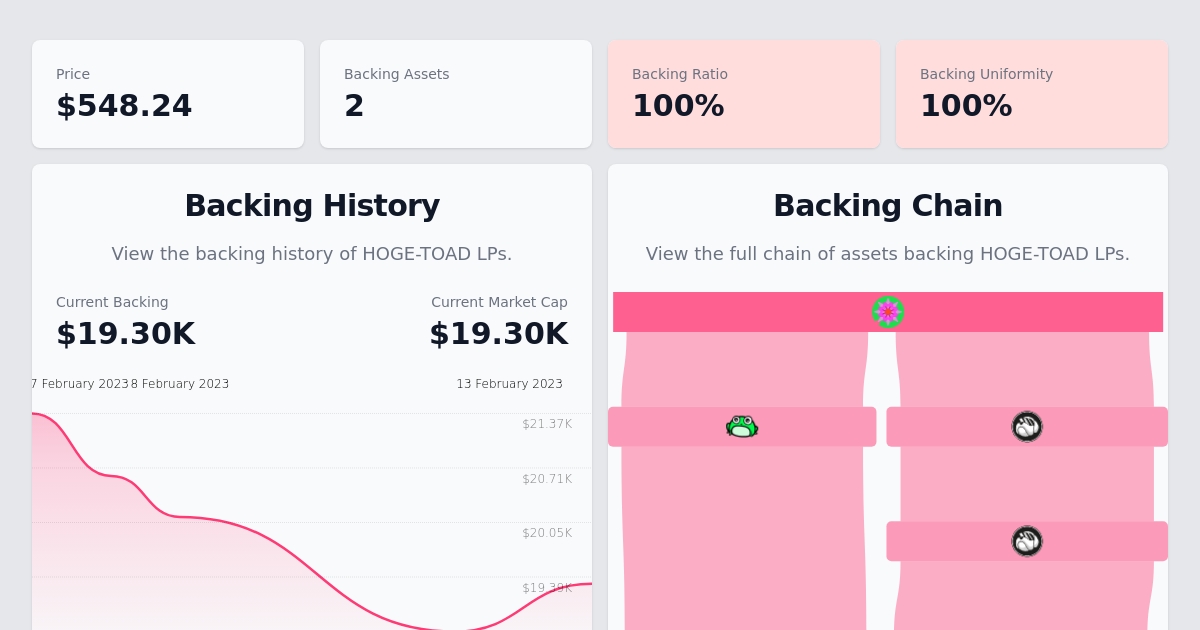 Price
$548.24
Backing Assets
2
Backing Ratio
100%
Backing Uniformity
100%
Backing History
View the backing history of HOGE-TOAD LPs.
Current Backing
$19.30K
Current Market Cap
$19.30K
7 February 2023
8 February 2023
13 February 2023
$21.37K
$20.71K
$20.05K
$19.39K
Backing Chain
View the full chain of assets backing HOGE-TOAD LPs.